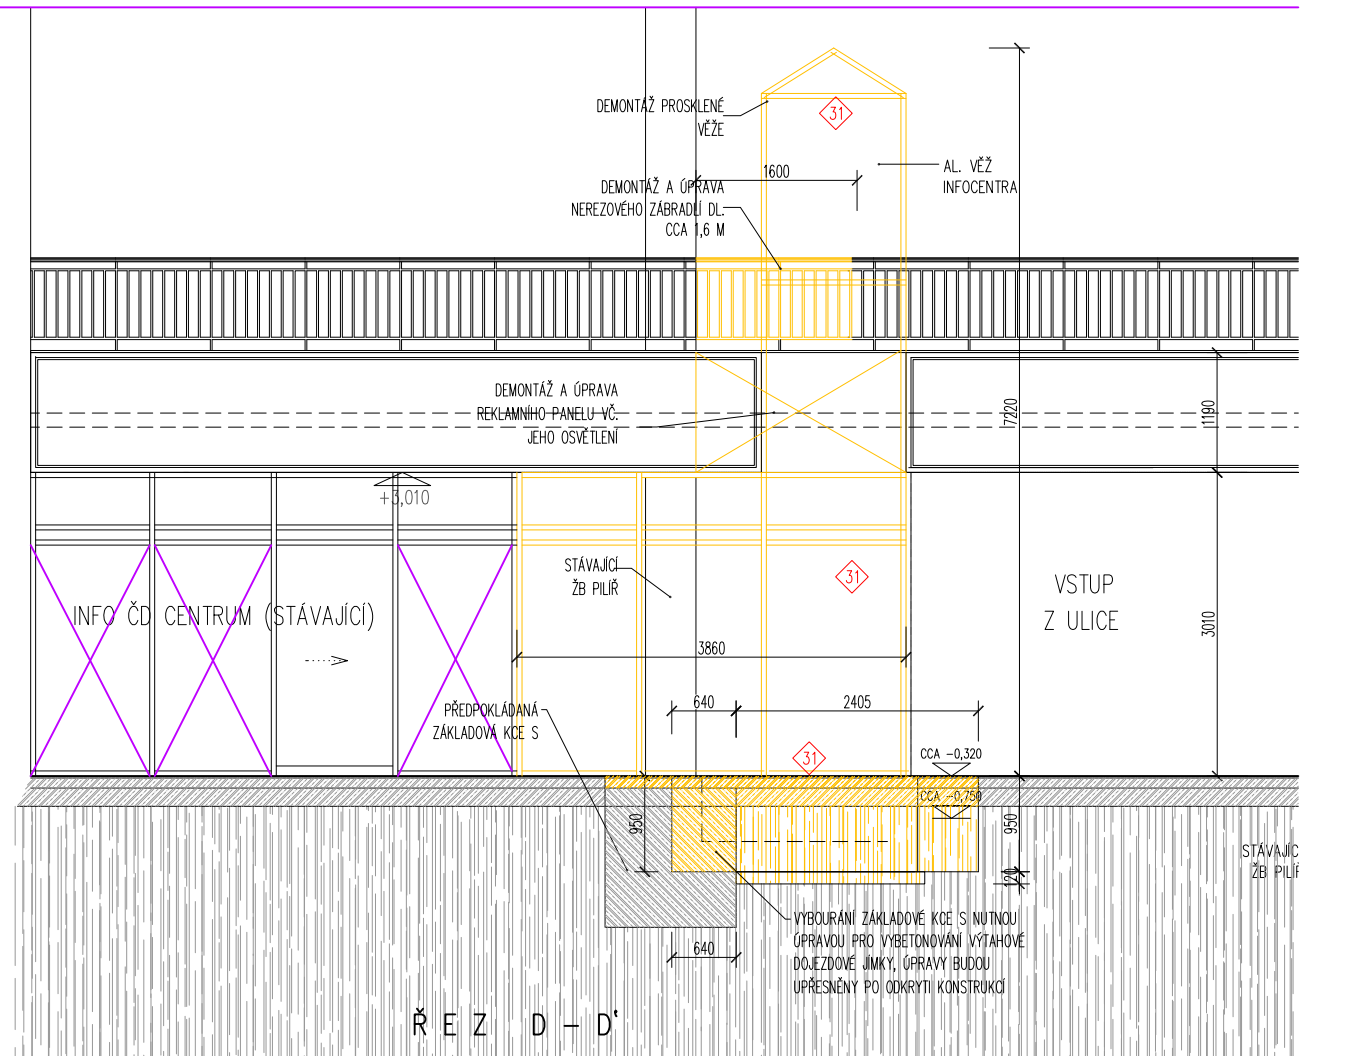 DEMONTÁŽ PROSKLENÉ
VĚŽE
31
AL. VĚŽ
INFOCENTRA
1600
DEMONTÁŽ A ÚPRAVA
NEREZOVÉHO ZÁBRADLÍ DL.
CCA 1,6 M
DEMONTÁŽ A ÚPRAVA
REKLAMNÍHO PANELU VČ.
JEHO OSVĚTLENÍ
7220
1190
+3,010
STÁVAJÍCÍ
ŽB PILÍŘ
31
VSTUP
Z ULICE
INFO ČD CENTRUM (STÁVAJÍCÍ)
3010
3860
640
2405
PŘEDPOKLÁDANÁ
ZÁKLADOVÁ KCE S
31
CCA -0,320
CCA -0,750
950
950
120
STÁVAJÍC
ŽB PILÍŘ
VYBOURÁNÍ ZÁKLADOVÉ KCE S NUTNOU
ÚPRAVOU PRO VYBETONOVÁNÍ VÝTAHOVÉ
DOJEZDOVÉ JÍMKY, ÚPRAVY BUDOU
UPŘESNĚNY PO ODKRYTI KONSTRUKCÍ
640
ŘEZ D-D'